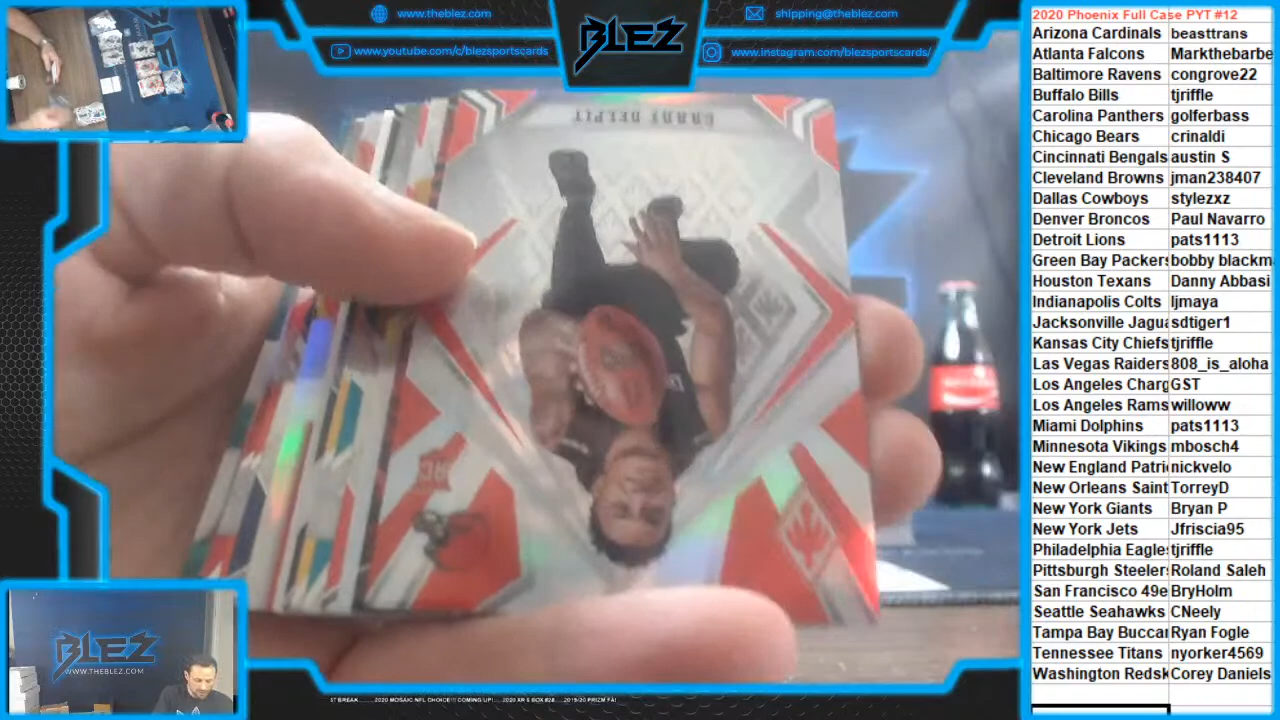 www.theblez.com
www.youtube.com/c/blezsportscards
BLEZ
shipping@theblez.com
www.instagram.com/blezsportscards/
GRANT DELPIT
RC
BLEZ
WWW.THEBLEZ.COM
ST BREAK.........2020 MOSAIC NFL CHOICE!!! COMING UP!.....2020 XR 6 BOX #28.....2019/20 PRIZM FA!
2020 Phoenix Full Case PYT #12
Arizona Cardinals beasttrans
Atlanta Falcons Markthebarbe
Baltimore Ravens congrove22
Buffalo Bills tjriffle
Carolina Panthers golferbass
Chicago Bears crinaldi
Cincinnati Bengals austin S
Cleveland Browns jman238407
Dallas Cowboys stylezxz
Denver Broncos Paul Navarro
Detroit Lions pats1113
Green Bay Packers bobby blackm
Houston Texans Danny Abbasi
Indianapolis Colts ljmaya
Jacksonville Jagua sdtiger1
Kansas City Chiefs tjriffle
Las Vegas Raiders 808_is_aloha
Los Angeles Charg GST
Los Angeles Rams willoww
Miami Dolphins pats1113
Minnesota Vikings mbosch4
New England Patri nickvelo
New Orleans Saint TorreyD
New York Giants Bryan P
New York Jets Jfriscia95
Philadelphia Eagle tjriffle
Pittsburgh Steeler Roland Saleh
San Francisco 49e BryHolm
Seattle Seahawks CNeely
Tampa Bay Buccar Ryan Fogle
Tennessee Titans nyorker4569
Washington Redsk Corey Daniels